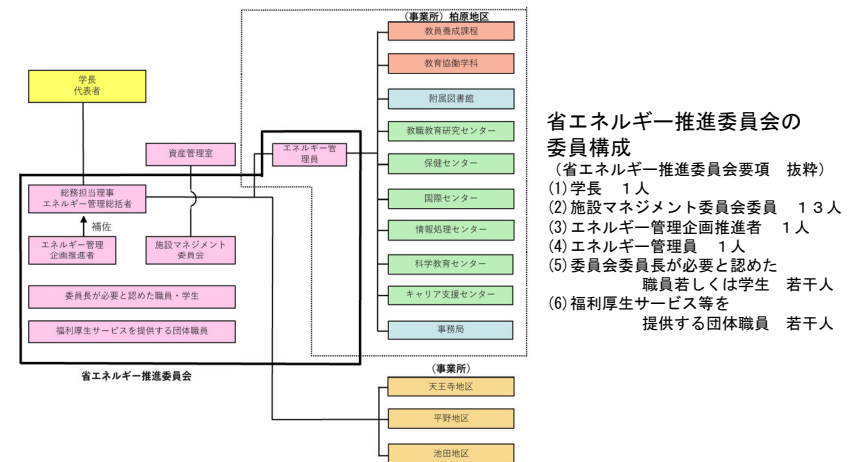 (事業所)柏原地区
教員養成課程
教育協働学科
附属図書館
教職教育研究センター
保健センター
国際センター
情報処理センター
科学教育センター
キャリア支援センター
事務局
学長
代表者
資産管理室
エネルギー管
理員
総務担当理事
エネルギー管理総括者
補佐
エネルギー管理
企画推進者
施設マネジメント
委員会
委員長が必要と認めた職員・学生
福利厚生サービスを提供する団体職員
省エネルギー推進委員会
(事業所)
天王寺地区
平野地区
池田地区
省エネルギー推進委員会の
委員構成
(省エネルギー推進委員会要項 抜粋)
(1)学長 1人
(2)施設マネジメント委員会委員 13人
(3)エネルギー管理企画推進者 1人
(4)エネルギー管理員 1人
(5)委員会委員長が必要と認めた
職員若しくは学生 若干人
(6)福利厚生サービス等を
提供する団体職員 若干人